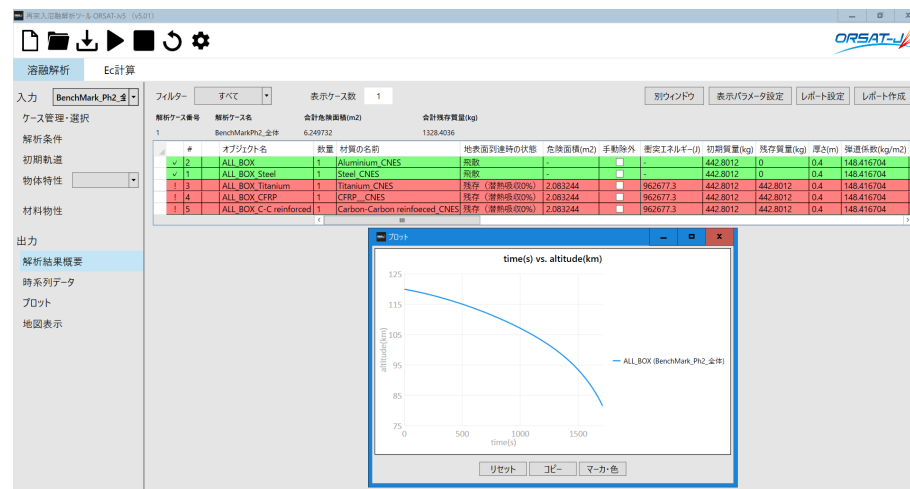 再突入溶融解析ツール ORSAT-Jv5 (v5.01)
ORSAT-J
溶融解析 Ec計算
入力 BenchMark_Ph2_全
ケース管理・選択
解析条件
初期軌道
物体特性
材料物性
出力
解析結果概要
時系列データ
プロット
地図表示
フィルター すべて 表示ケース数 1 別ウィンドウ 表示パラメータ設定 レポート設定 レポート作成
解析ケース番号 解析ケース名 合計危険面積(m2) 合計残存質量(kg)
1 BenchMarkPh2_全体 6.249732 1328.4036
# オブジェクト名 数量 材質の名前 地表面到達時の状態 危険面積(m2) 手動除外 衝突エネルギー(J) 初期質量(kg) 残存質量(kg) 厚さ(m) 弾道係数(kg/m2)
✓ 2 ALL_BOX 1 Aluminium_CNES 飛散 - - 442.8012 0 0.4 148.416704
✓ 1 ALL_BOX_Steel 1 Steel_CNES 飛散 - - 442.8012 0 0.4 148.416704
! 3 ALL_BOX_Titanium 1 Titanium_CNES 残存（潜熱吸収0%） 2.083244 962677.3 442.8012 442.8012 0.4 148.416704
! 4 ALL_BOX_CFRP 1 CFRP__CNES 残存（潜熱吸収0%） 2.083244 962677.3 442.8012 442.8012 0.4 148.416704
! 5 ALL_BOX_C-C reinforced 1 Carbon-Carbon reinfoeced_CNES 残存（潜熱吸収0%） 2.083244 962677.3 442.8012 442.8012 0.4 148.416704
プロット
time(s) vs. altitude(km)
125
115
105
95
85
75
altitude(km)
0 500 1000 1500
time(s)
ALL_BOX (BenchMark_Ph2_全体)
リセット コピー マーカ・色